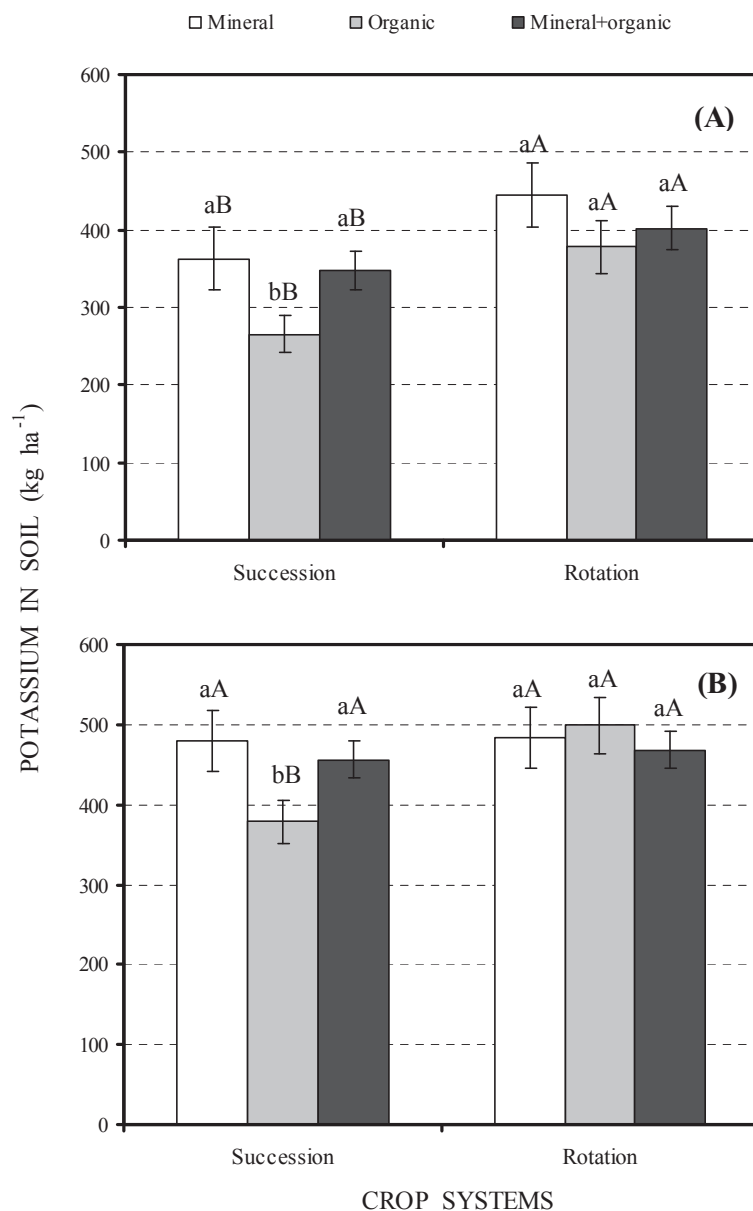 Mineral Organic Mineral+organic
600
(A)
500
aA
aB aB aA aA
400
bB
300
200
100
0
Succession Rotation
POTASSIUM IN SOIL (kg ha⁻¹)
600
(B)
aA aA aA aA aA
500
bB
400
300
200
100
0
Succession Rotation
CROP SYSTEMS